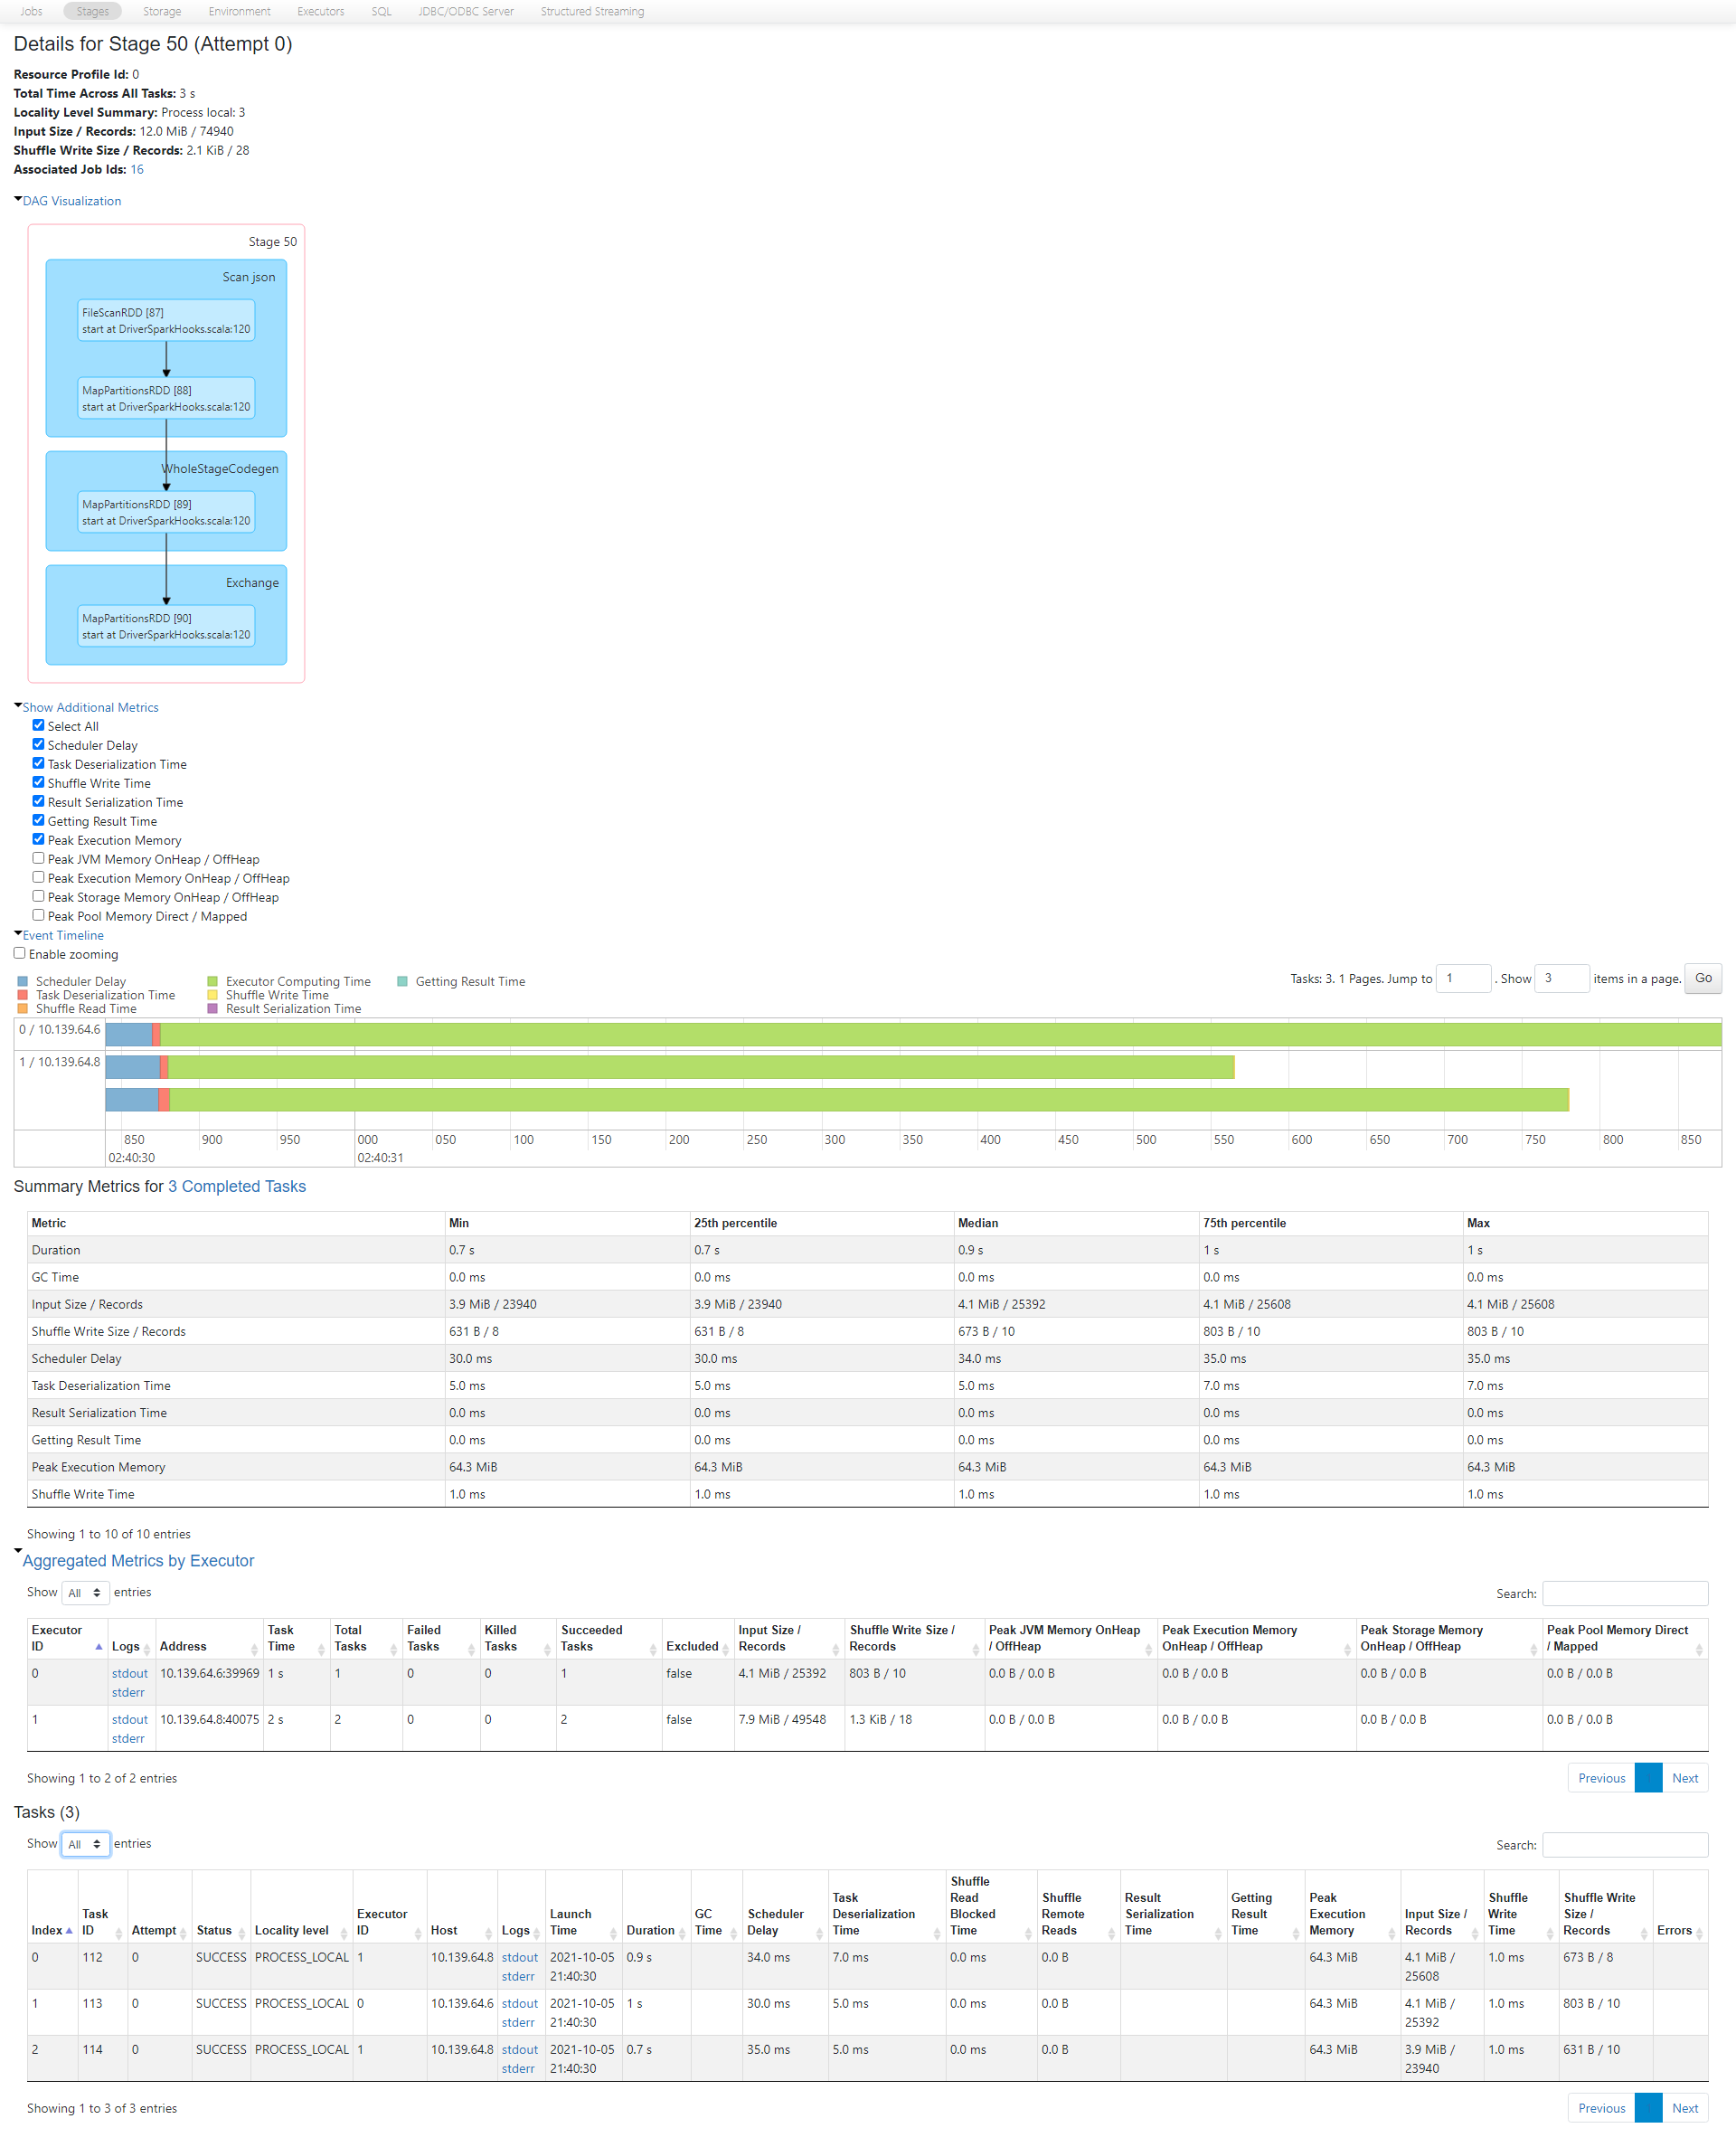 Jobs Stages Storage Environment Executors SQL JDBC/ODBC Server Structured Streaming
Details for Stage 50 (Attempt 0)
Resource Profile Id: 0
Total Time Across All Tasks: 3 s
Locality Level Summary: Process local: 3
Input Size / Records: 12.0 MiB / 74940
Shuffle Write Size / Records: 2.1 KiB / 28
Associated Job Ids: 16
DAG Visualization
Stage 50
Scan json
FileScanRDD [87]
start at DriverSparkHooks.scala:120
MapPartitionsRDD [88]
start at DriverSparkHooks.scala:120
WholeStageCodegen
MapPartitionsRDD [89]
start at DriverSparkHooks.scala:120
Exchange
MapPartitionsRDD [90]
start at DriverSparkHooks.scala:120
Show Additional Metrics
Select All
Scheduler Delay
Task Deserialization Time
Shuffle Write Time
Result Serialization Time
Getting Result Time
Peak Execution Memory
Peak JVM Memory OnHeap / OffHeap
Peak Execution Memory OnHeap / OffHeap
Peak Storage Memory OnHeap / OffHeap
Peak Pool Memory Direct / Mapped
Event Timeline
Enable zooming
Tasks: 3. 1 Pages. Jump to 1 . Show 3 items in a page. Go
Scheduler Delay Executor Computing Time Getting Result Time
Task Deserialization Time Shuffle Write Time
Shuffle Read Time Result Serialization Time
0 / 10.139.64.6
1 / 10.139.64.8
850 900 950 000 050 100 150 200 250 300 350 400 450 500 550 600 650 700 750 800 850
02:40:30 02:40:31
Summary Metrics for 3 Completed Tasks
Metric Min 25th percentile Median 75th percentile Max
Duration 0.7 s 0.7 s 0.9 s 1 s 1 s
GC Time 0.0 ms 0.0 ms 0.0 ms 0.0 ms 0.0 ms
Input Size / Records 3.9 MiB / 23940 3.9 MiB / 23940 4.1 MiB / 25392 4.1 MiB / 25608 4.1 MiB / 25608
Shuffle Write Size / Records 631 B / 8 631 B / 8 673 B / 10 803 B / 10 803 B / 10
Scheduler Delay 30.0 ms 30.0 ms 34.0 ms 35.0 ms 35.0 ms
Task Deserialization Time 5.0 ms 5.0 ms 5.0 ms 7.0 ms 7.0 ms
Result Serialization Time 0.0 ms 0.0 ms 0.0 ms 0.0 ms 0.0 ms
Getting Result Time 0.0 ms 0.0 ms 0.0 ms 0.0 ms 0.0 ms
Peak Execution Memory 64.3 MiB 64.3 MiB 64.3 MiB 64.3 MiB 64.3 MiB
Shuffle Write Time 1.0 ms 1.0 ms 1.0 ms 1.0 ms 1.0 ms
Showing 1 to 10 of 10 entries
Aggregated Metrics by Executor
Show All entries Search:
Executor ID Logs Address Task Time Total Tasks Failed Tasks Killed Tasks Succeeded Tasks Excluded Input Size / Records Shuffle Write Size / Records Peak JVM Memory OnHeap / OffHeap Peak Execution Memory OnHeap / OffHeap Peak Storage Memory OnHeap / OffHeap Peak Pool Memory Direct / Mapped
0 stdout 10.139.64.6:39969 1 s 1 0 0 1 false 4.1 MiB / 25392 803 B / 10 0.0 B / 0.0 B 0.0 B / 0.0 B 0.0 B / 0.0 B 0.0 B / 0.0 B
stderr
1 stdout 10.139.64.8:40075 2 s 2 0 0 2 false 7.9 MiB / 49548 1.3 KiB / 18 0.0 B / 0.0 B 0.0 B / 0.0 B 0.0 B / 0.0 B 0.0 B / 0.0 B
stderr
Showing 1 to 2 of 2 entries Previous Next
Tasks (3)
Show All entries Search:
Index Task ID Attempt Status Locality level Executor ID Host Logs Launch Time Duration GC Time Scheduler Delay Task Deserialization Time Shuffle Read Blocked Time Shuffle Remote Reads Result Serialization Time Getting Result Time Peak Execution Memory Input Size / Records Shuffle Write Time Shuffle Write Size / Records Errors
0 112 0 SUCCESS PROCESS_LOCAL 1 10.139.64.8 stdout 2021-10-05 0.9 s 34.0 ms 7.0 ms 0.0 ms 0.0 B 64.3 MiB 4.1 MiB / 1.0 ms 673 B / 8
stderr 21:40:30 25608
1 113 0 SUCCESS PROCESS_LOCAL 0 10.139.64.6 stdout 2021-10-05 1 s 30.0 ms 5.0 ms 0.0 ms 0.0 B 64.3 MiB 4.1 MiB / 1.0 ms 803 B / 10
stderr 21:40:30 25392
2 114 0 SUCCESS PROCESS_LOCAL 1 10.139.64.8 stdout 2021-10-05 0.7 s 35.0 ms 5.0 ms 0.0 ms 0.0 B 64.3 MiB 3.9 MiB / 1.0 ms 631 B / 10
stderr 21:40:30 23940
Showing 1 to 3 of 3 entries Previous Next